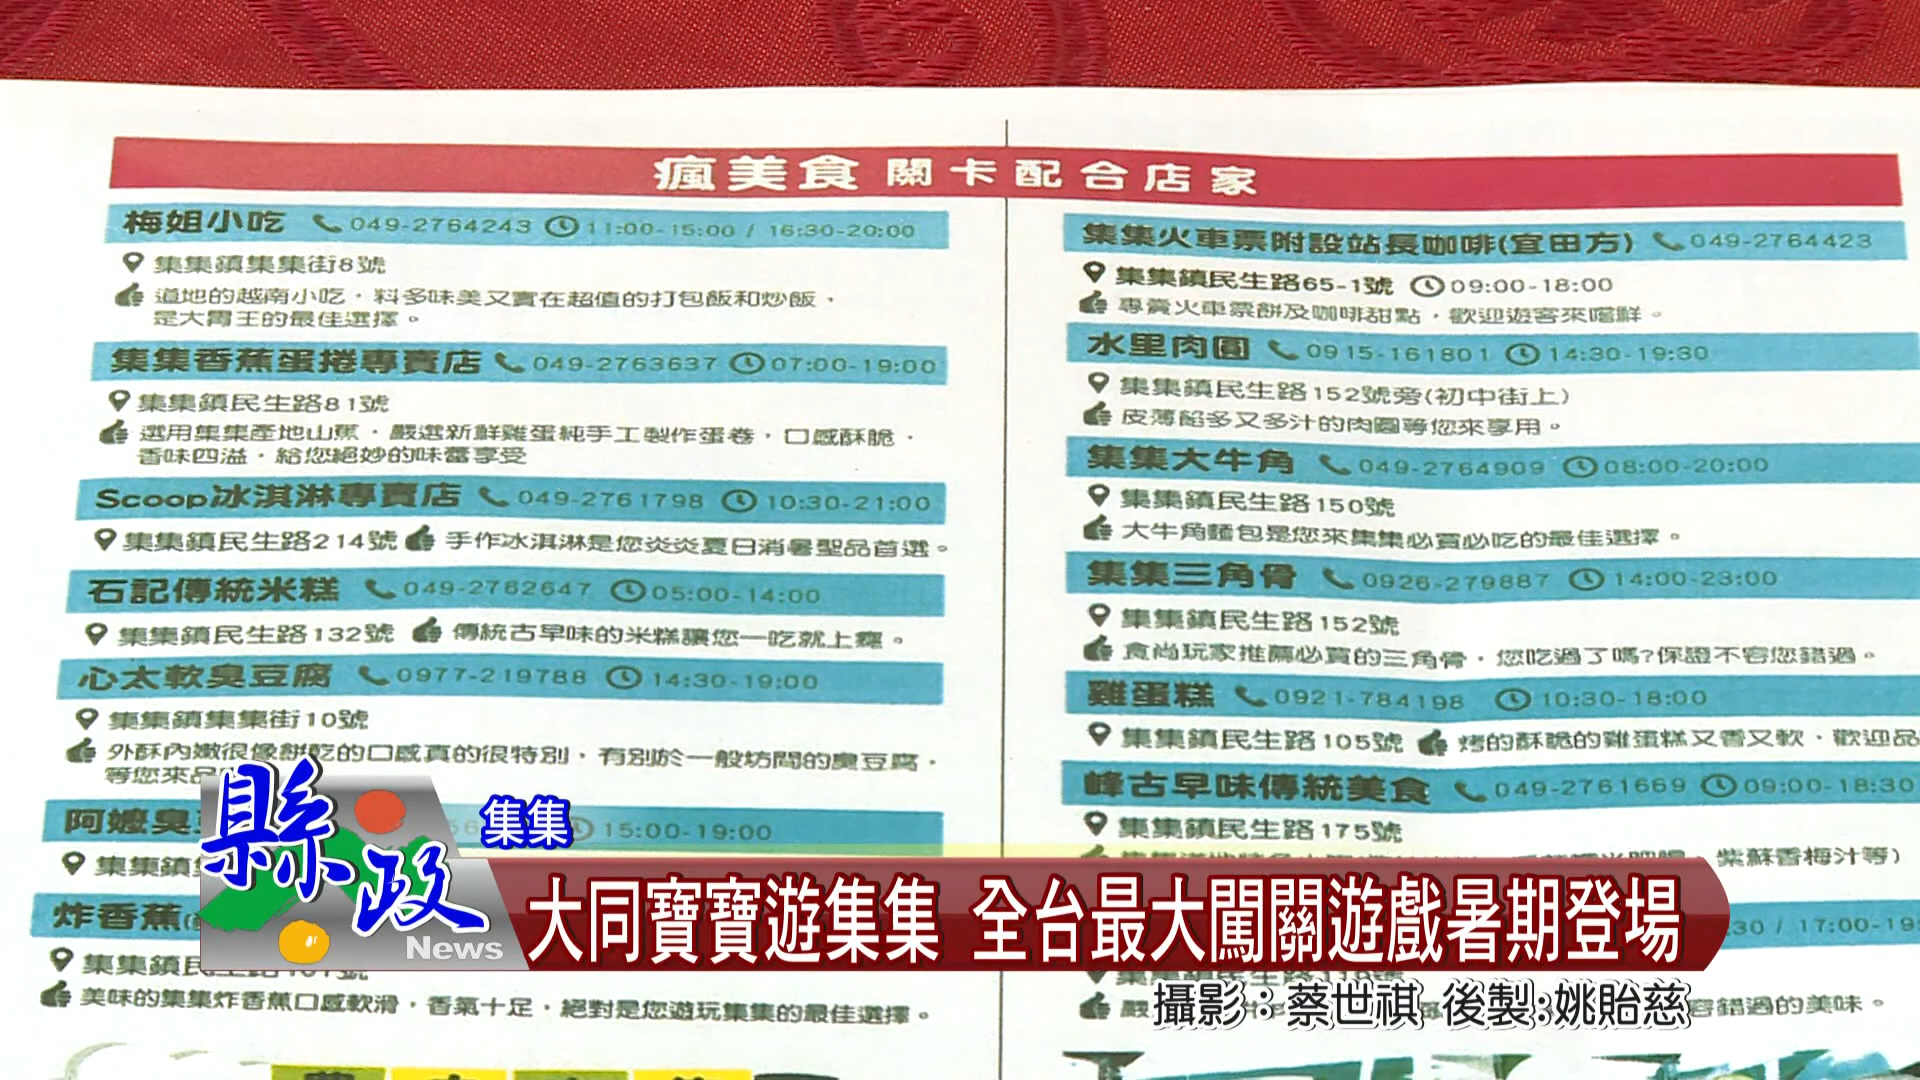 瘋美食 關卡配合店家
梅姐小吃 049-2764243 11:00-15:00 / 16:30-20:00
集集鎮集集街8號
道地的越南小吃，料多味美又實在超值的打包飯和炒飯，
是大胃王的最佳選擇。
集集香蕉蛋捲專賣店 049-2763637 07:00-19:00
集集鎮民生路81號
選用集集產地山蕉，嚴選新鮮雞蛋純手工製作蛋卷，口感酥脆，
香味四溢，給您絕妙的味蕾享受
Scoop冰淇淋專賣店 049-2761798 10:30-21:00
集集鎮民生路214號 手作冰淇淋是您炎炎夏日消暑聖品首選。
石記傳統米糕 049-2762647 05:00-14:00
集集鎮民生路132號 傳統古早味的米糕讓您一吃就上癮。
心太軟臭豆腐 0977-219788 14:30-19:00
集集鎮集集街10號
外酥內嫩很像餅乾的口感真的很特別，有別於一般坊間的臭豆腐，
等您來品
阿嬤臭 15:00-19:00
集集鎮
炸香蕉
集集鎮民生路
美味的集集炸香蕉口感軟滑，香氣十足，絕對是您遊玩集集的最佳選擇。
集集火車票附設站長咖啡(宜田方) 049-2764423
集集鎮民生路65-1號 09:00-18:00
專賣火車票餅及咖啡甜點，歡迎遊客來嚐鮮。
水里肉圓 0915-161801 14:30-19:30
集集鎮民生路152號旁(初中街上)
皮薄餡多又多汁的肉圓等您來享用。
集集大牛角 049-2764909 08:00-20:00
集集鎮民生路150號
大牛角麵包是您來集集必買必吃的最佳選擇。
集集三角骨 0926-279887 14:00-23:00
集集鎮民生路152號
食尚玩家推薦必買的三角骨，您吃過了嗎?保證不容您錯過。
雞蛋糕 0921-784198 10:30-18:00
集集鎮民生路105號 烤的酥脆的雞蛋糕又香又軟，歡迎品
峰古早味傳統美食 049-2761669 09:00-18:30
集集鎮民生路175號
紫蘇香梅汁等)
:30 / 17:00-19
容錯過的美味。
縣政
News
集集
大同寶寶遊集集 全台最大闖關遊戲暑期登場
攝影：蔡世祺 後製:姚貽慈